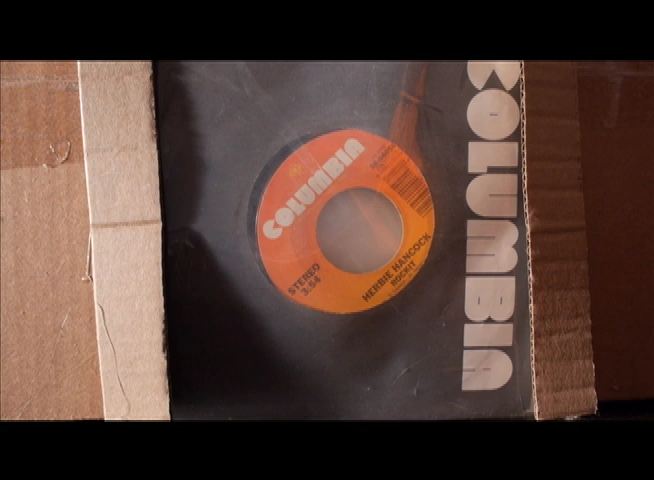 COLUMBIA
STEREO
3:54
HERBIE HANCOCK
ROCKIT
COLUMBIA